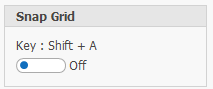 Snap Grid
Key : Shift + A
Off